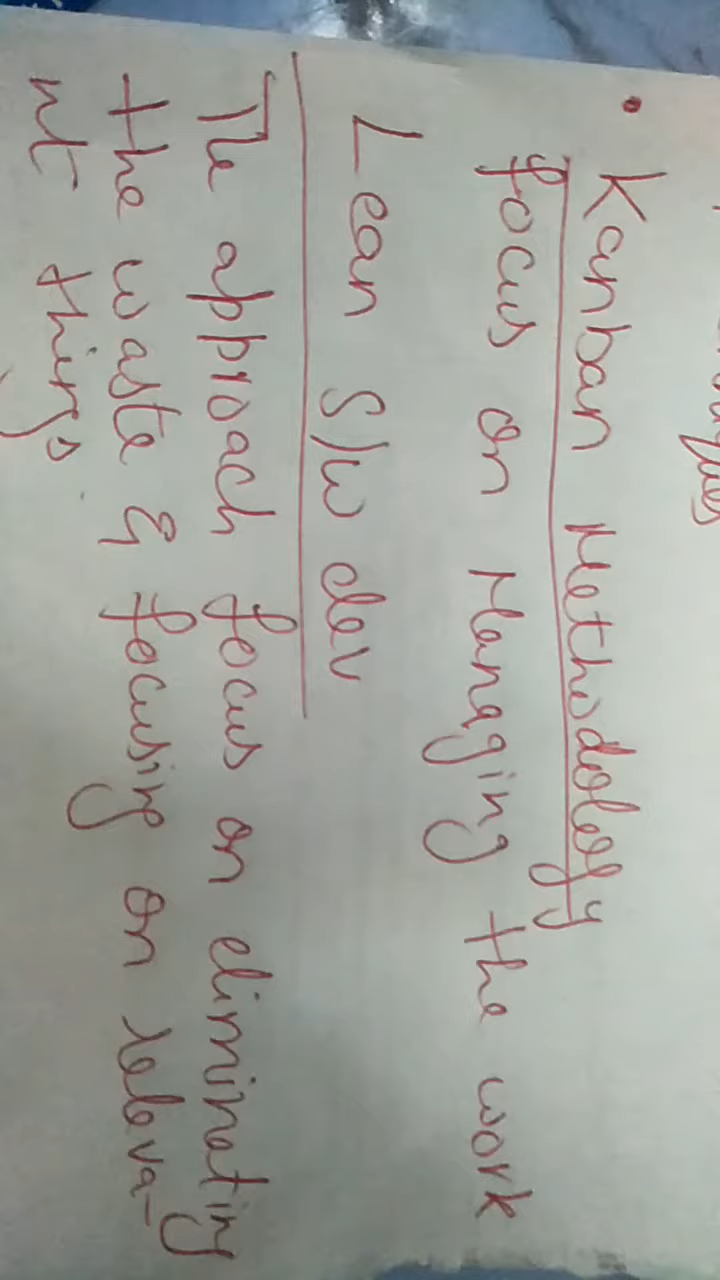 • Kanban Methodology
focus on Managing the work
Lean S/w dev
The approach focus on eliminating
the waste & focusing on releva-
nt things.